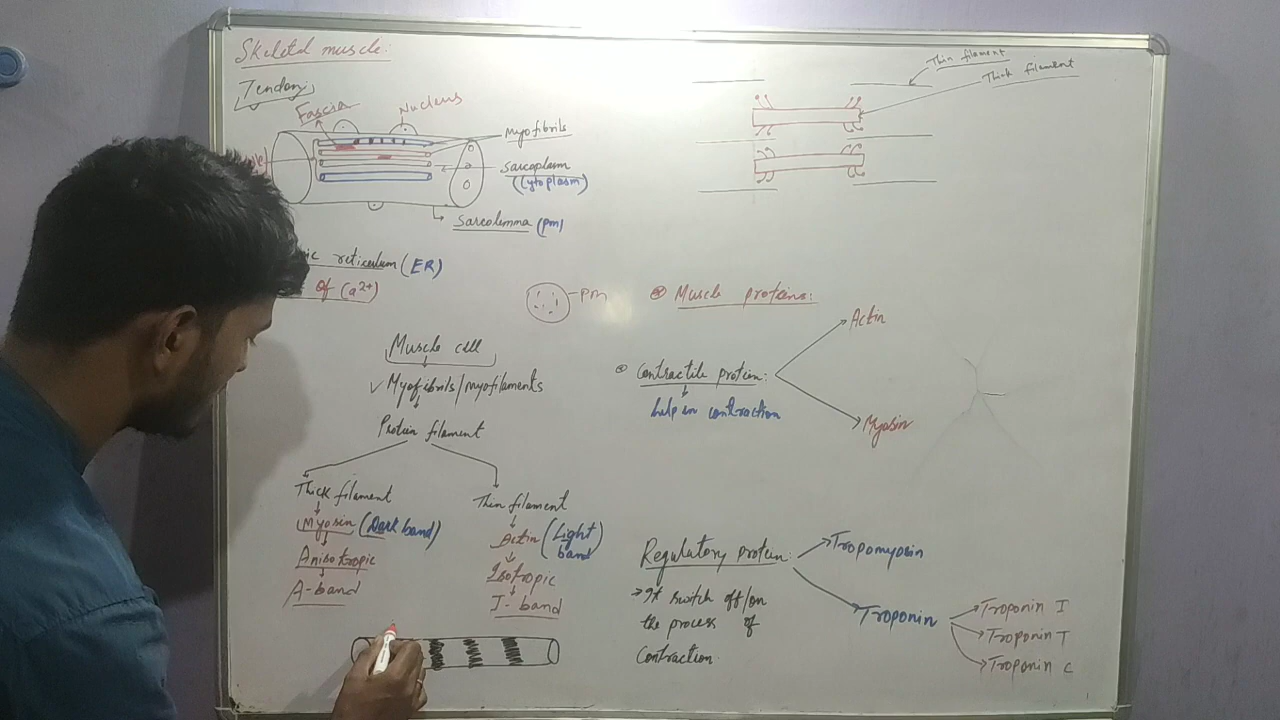 Skeletal muscle:
Tendons
Fascia
Nucleus
Myofibrils
Sarcoplasm
(Cytoplasm)
Sarcolemma (pm)
ic reticulum (ER)
of (a²⁺)
Thin filament
Thick filament
pm
Muscle cell
✓ Myofibrils/myofilaments
Protein filament
Thick filament
Myosin (Dark band)
Anisotropic
A-band
Thin filament
Actin (Light
band)
Isotropic
I-band
Muscle proteins:
Contractile protein:
help in contraction
Actin
Myosin
Regulatory protein:
→ It switch off/on
the process of
Contraction
Tropomyosin
Troponin
Troponin I
Troponin T
Troponin C